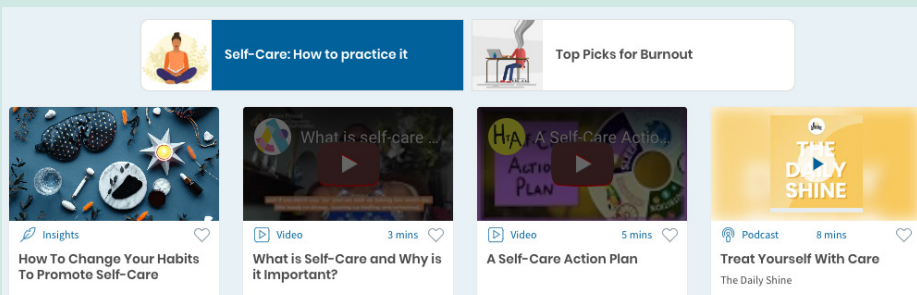 Self-Care: How to practice it
Top Picks for Burnout
What is self-care ...
HTA
A Self-Care Actio...
ACTION
PLAN
Shine
THE
DAILY
SHINE
Insights
Video
3 mins
Video
5 mins
Podcast
8 mins
How To Change Your Habits
To Promote Self-Care
What is Self-Care and Why is
it Important?
A Self-Care Action Plan
Treat Yourself With Care
The Daily Shine